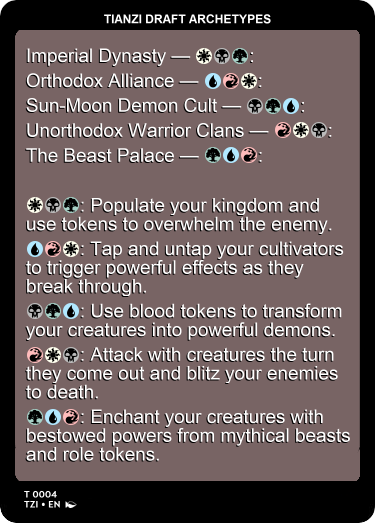 TIANZI DRAFT ARCHETYPES
Imperial Dynasty — :
Orthodox Alliance — :
Sun-Moon Demon Cult — :
Unorthodox Warrior Clans — :
The Beast Palace — :
: Populate your kingdom and
use tokens to overwhelm the enemy.
: Tap and untap your cultivators
to trigger powerful effects as they
break through.
: Use blood tokens to transform
your creatures into powerful demons.
: Attack with creatures the turn
they come out and blitz your enemies
to death.
: Enchant your creatures with
bestowed powers from mythical beasts
and role tokens.
T 0004
TZI • EN